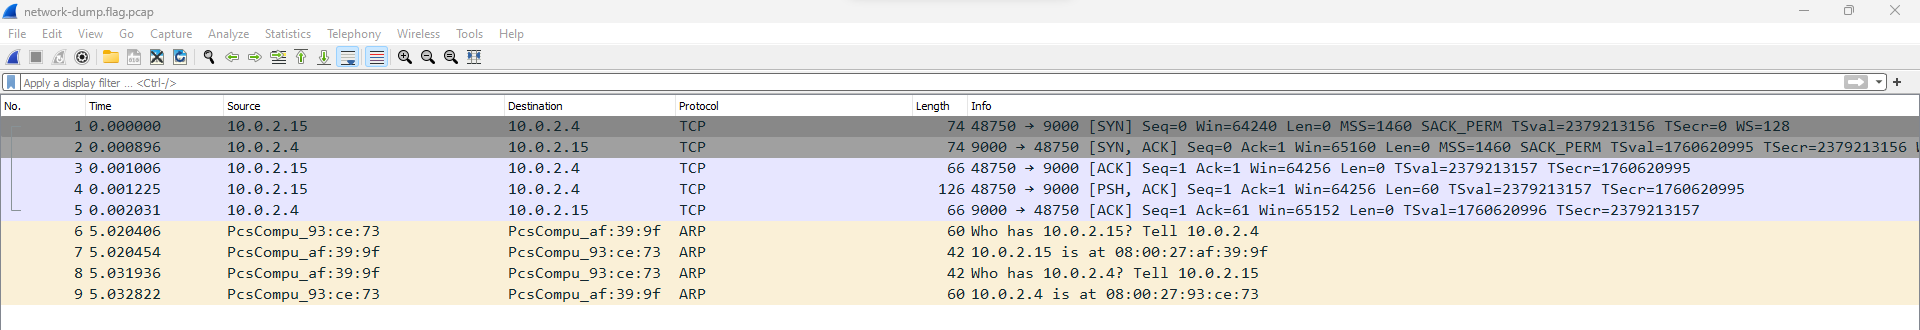 network-dump.flag.pcap
File Edit View Go Capture Analyze Statistics Telephony Wireless Tools Help
Apply a display filter ... <Ctrl-/>
No. Time Source Destination Protocol Length Info
1 0.000000 10.0.2.15 10.0.2.4 TCP 74 48750 → 9000 [SYN] Seq=0 Win=64240 Len=0 MSS=1460 SACK_PERM TSval=2379213156 TSecr=0 WS=128
2 0.000896 10.0.2.4 10.0.2.15 TCP 74 9000 → 48750 [SYN, ACK] Seq=0 Ack=1 Win=65160 Len=0 MSS=1460 SACK_PERM TSval=1760620995 TSecr=2379213156
3 0.001006 10.0.2.15 10.0.2.4 TCP 66 48750 → 9000 [ACK] Seq=1 Ack=1 Win=64256 Len=0 TSval=2379213157 TSecr=1760620995
4 0.001225 10.0.2.15 10.0.2.4 TCP 126 48750 → 9000 [PSH, ACK] Seq=1 Ack=1 Win=64256 Len=60 TSval=2379213157 TSecr=1760620995
5 0.002031 10.0.2.4 10.0.2.15 TCP 66 9000 → 48750 [ACK] Seq=1 Ack=61 Win=65152 Len=0 TSval=1760620996 TSecr=2379213157
6 5.020406 PcsCompu_93:ce:73 PcsCompu_af:39:9f ARP 60 Who has 10.0.2.15? Tell 10.0.2.4
7 5.020454 PcsCompu_af:39:9f PcsCompu_93:ce:73 ARP 42 10.0.2.15 is at 08:00:27:af:39:9f
8 5.031936 PcsCompu_af:39:9f PcsCompu_93:ce:73 ARP 42 Who has 10.0.2.4? Tell 10.0.2.15
9 5.032822 PcsCompu_93:ce:73 PcsCompu_af:39:9f ARP 60 10.0.2.4 is at 08:00:27:93:ce:73